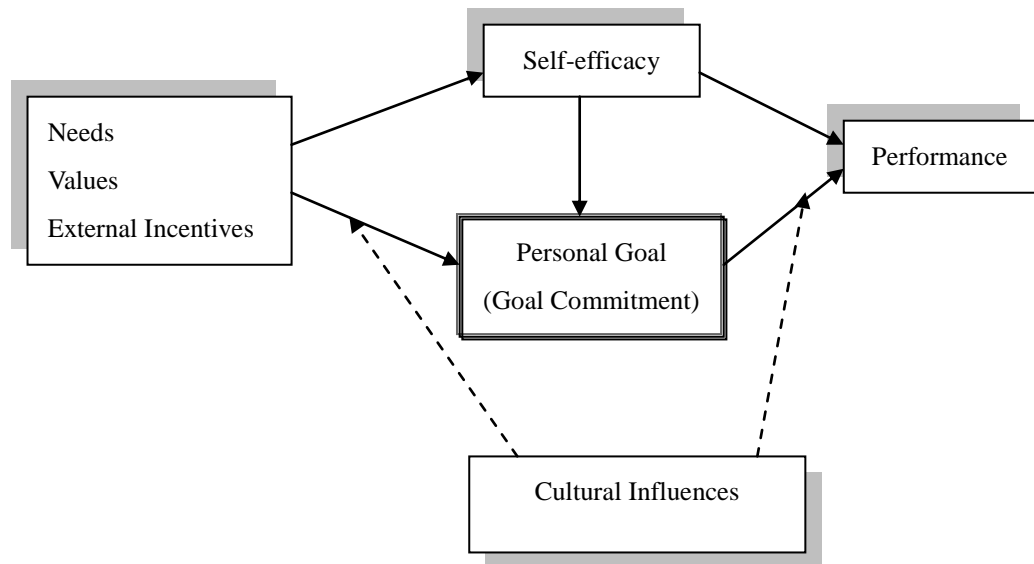 Self-efficacy
Needs
Values
External Incentives
Performance
Personal Goal
(Goal Commitment)
Cultural Influences